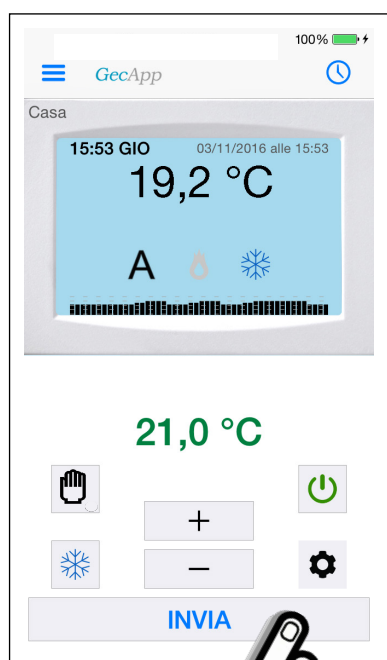 100%
GecApp
Casa
15:53 GIO 03/11/2016 alle 15:53
19,2 °C
A
21,0 °C
+
−
INVIA